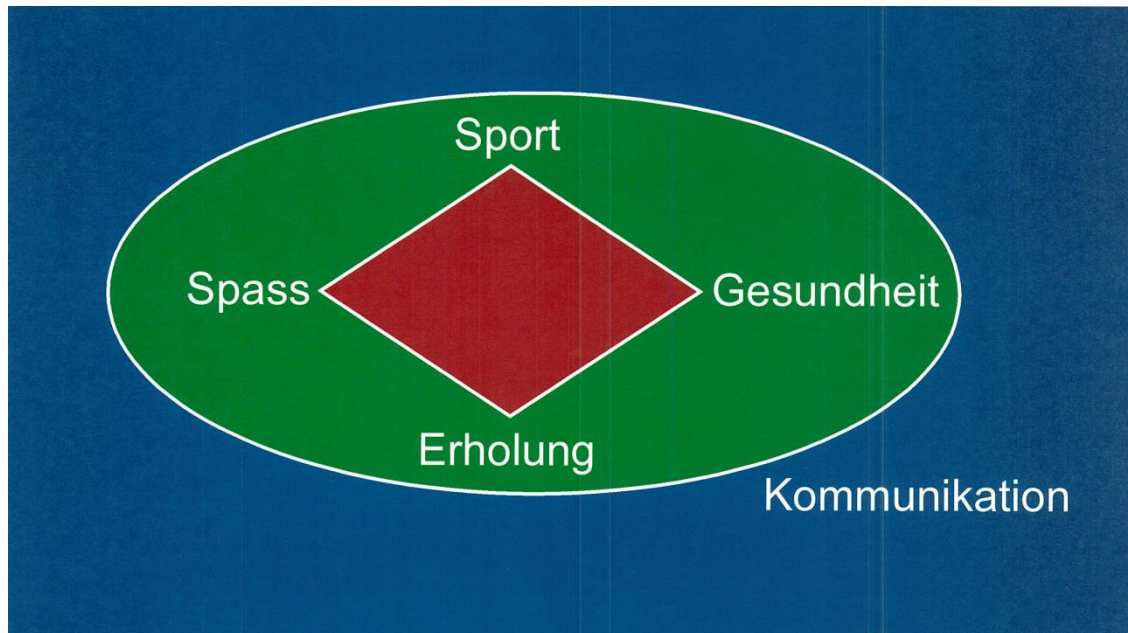 Sport
Spass
Gesundheit
Erholung
Kommunikation